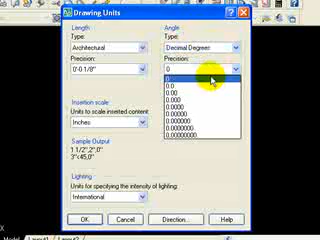 Drawing Units
Length
Type:
Architectural
Precision:
0'-0 1/8"
Angle
Type:
Decimal Degrees
Precision:
0
0
0.0
0.00
0.000
0.0000
0.00000
0.000000
0.0000000
0.00000000
Insertion scale
Units to scale inserted content:
Inches
Sample Output
1 1/2",2",0"
3"<45,0"
Lighting
Units for specifying the intensity of lighting:
International
OK
Cancel
Direction...
Help
X
Model
Layout1
Layout2